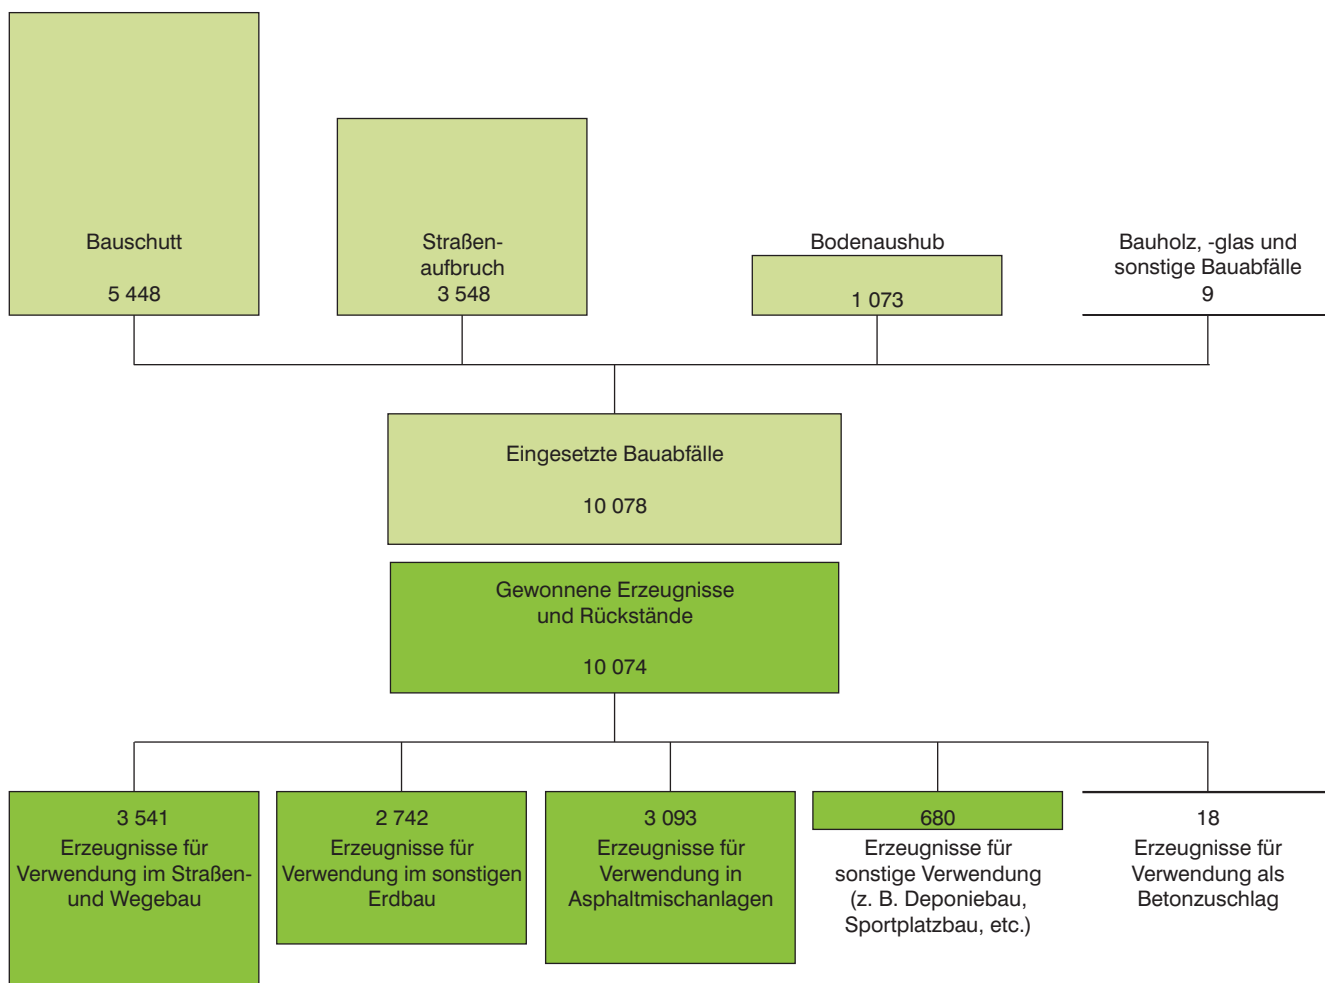 Bauschutt
5 448
Straßen-
aufbruch
3 548
Bodenaushub
1 073
Bauholz, -glas und
sonstige Bauabfälle
9
Eingesetzte Bauabfälle
10 078
Gewonnene Erzeugnisse
und Rückstände
10 074
3 541
Erzeugnisse für
Verwendung im Straßen-
und Wegebau
2 742
Erzeugnisse für
Verwendung im sonstigen
Erdbau
3 093
Erzeugnisse für
Verwendung in
Asphaltmischanlagen
680
Erzeugnisse für
sonstige Verwendung
(z. B. Deponiebau,
Sportplatzbau, etc.)
18
Erzeugnisse für
Verwendung als
Betonzuschlag